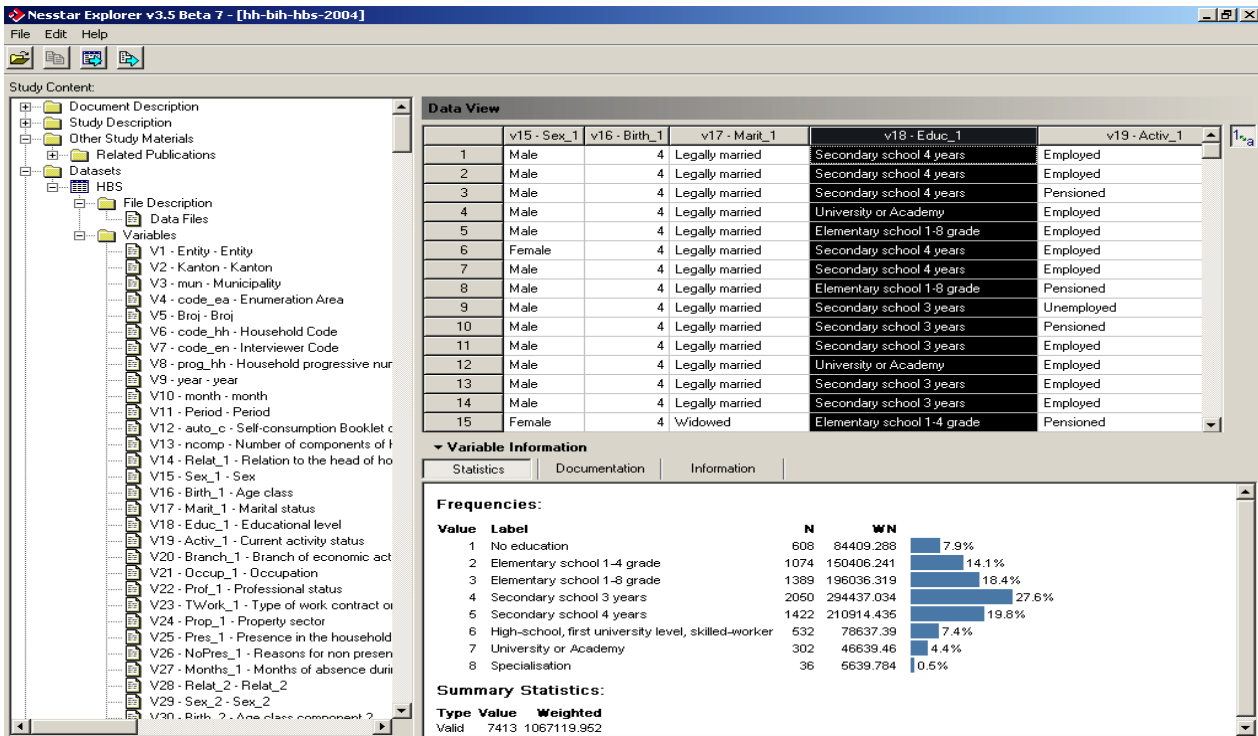 Nesstar Explorer v3.5 Beta 7 - [hh-bih-hbs-2004]
File Edit Help
Study Content:
Document Description
Study Description
Other Study Materials
Related Publications
Datasets
HBS
File Description
Data Files
Variables
V1 - Entity - Entity
V2 - Kanton - Kanton
V3 - mun - Municipality
V4 - code_ea - Enumeration Area
V5 - Broj - Broj
V6 - code_hh - Household Code
V7 - code_en - Interviewer Code
V8 - prog_hh - Household progressive nur
V9 - year - year
V10 - month - month
V11 - Period - Period
V12 - auto_c - Self-consumption Booklet c
V13 - ncomp - Number of components of h
V14 - Relat_1 - Relation to the head of ho
V15 - Sex_1 - Sex
V16 - Birth_1 - Age class
V17 - Marit_1 - Marital status
V18 - Educ_1 - Educational level
V19 - Activ_1 - Current activity status
V20 - Branch_1 - Branch of economic act
V21 - Occup_1 - Occupation
V22 - Prof_1 - Professional status
V23 - TWork_1 - Type of work contract or
V24 - Prop_1 - Property sector
V25 - Pres_1 - Presence in the household
V26 - NoPres_1 - Reasons for non presen
V27 - Months_1 - Months of absence durin
V28 - Relat_2 - Relat_2
V29 - Sex_2 - Sex_2
V30 - Birth_2 - Age class component 2
Data View
v15 - Sex_1 v16 - Birth_1 v17 - Marit_1 v18 - Educ_1 v19 - Activ_1
1 Male 4 Legally married Secondary school 4 years Employed
2 Male 4 Legally married Secondary school 4 years Employed
3 Male 4 Legally married Secondary school 4 years Pensioned
4 Male 4 Legally married University or Academy Employed
5 Male 4 Legally married Elementary school 1-8 grade Employed
6 Female 4 Legally married Secondary school 4 years Employed
7 Male 4 Legally married Secondary school 4 years Employed
8 Male 4 Legally married Elementary school 1-8 grade Pensioned
9 Male 4 Legally married Secondary school 3 years Unemployed
10 Male 4 Legally married Secondary school 3 years Pensioned
11 Male 4 Legally married Secondary school 3 years Employed
12 Male 4 Legally married University or Academy Employed
13 Male 4 Legally married Secondary school 3 years Employed
14 Male 4 Legally married Secondary school 3 years Employed
15 Female 4 Widowed Elementary school 1-4 grade Pensioned
Variable Information
Statistics Documentation Information
Frequencies:
Value Label N WN
1 No education 608 84409.288 7.9%
2 Elementary school 1-4 grade 1074 150406.241 14.1%
3 Elementary school 1-8 grade 1389 196036.319 18.4%
4 Secondary school 3 years 2050 294437.034 27.6%
5 Secondary school 4 years 1422 210914.435 19.8%
6 High-school, first university level, skilled-worker 532 78637.39 7.4%
7 University or Academy 302 46639.46 4.4%
8 Specialisation 36 5639.784 0.5%
Summary Statistics:
Type Value Weighted
Valid 7413 1067119.952